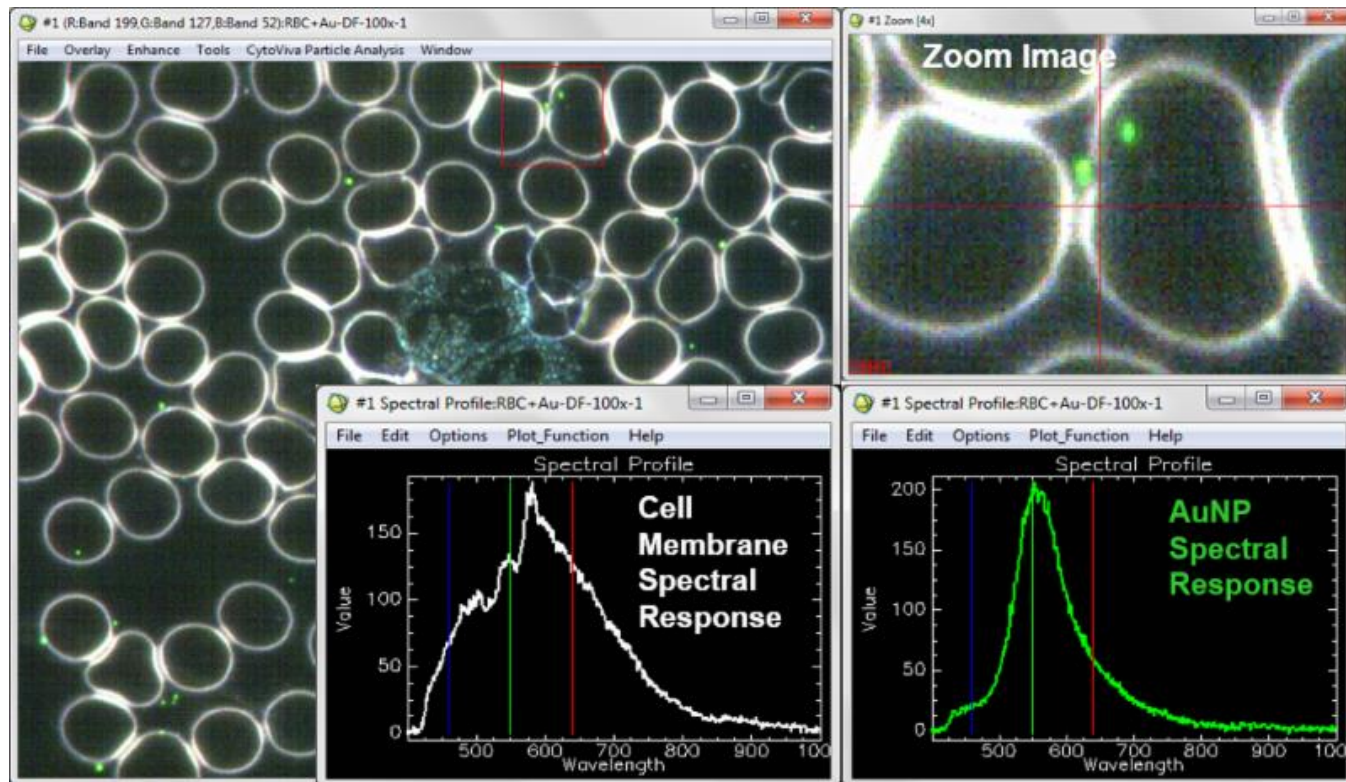 #1 (R:Band 199,G:Band 127,B:Band 52):RBC+Au-DF-100x-1
File Overlay Enhance Tools CytoViva Particle Analysis Window
#1 Zoom [4x]
Zoom Image
#1 Spectral Profile:RBC+Au-DF-100x-1
File Edit Options Plot_Function Help
Spectral Profile
Cell
Membrane
Spectral
Response
Value
150
100
50
0
500 600 700 800 900 100
Wavelength
#1 Spectral Profile:RBC+Au-DF-100x-1
File Edit Options Plot_Function Help
Spectral Profile
AuNP
Spectral
Response
Value
200
150
100
50
0
500 600 700 800 900 100
Wavelength